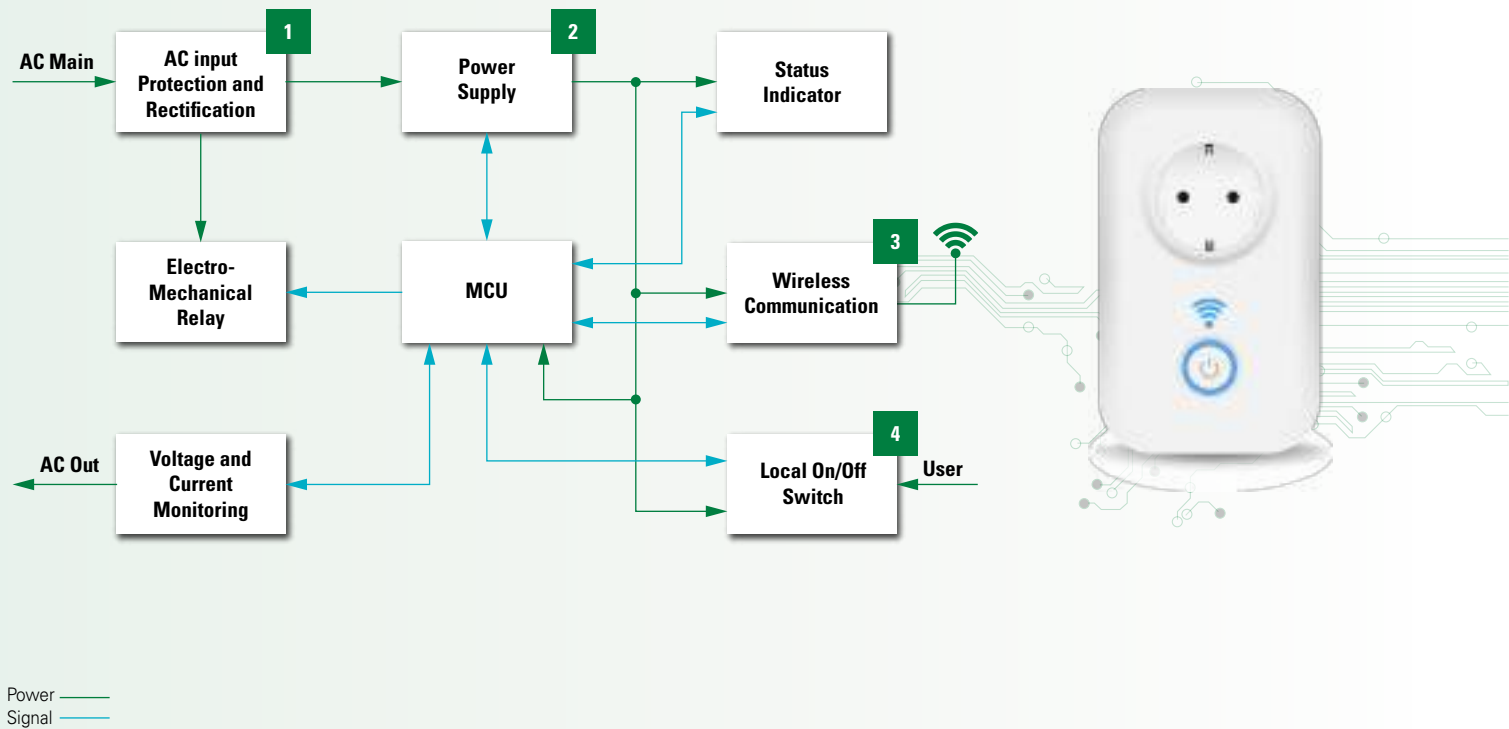 1
AC Main
AC input
Protection and
Rectification
2
Power
Supply
Status
Indicator
Electro-
Mechanical
Relay
MCU
3
Wireless
Communication
AC Out
Voltage and
Current
Monitoring
4
Local On/Off
Switch
User
Power
Signal